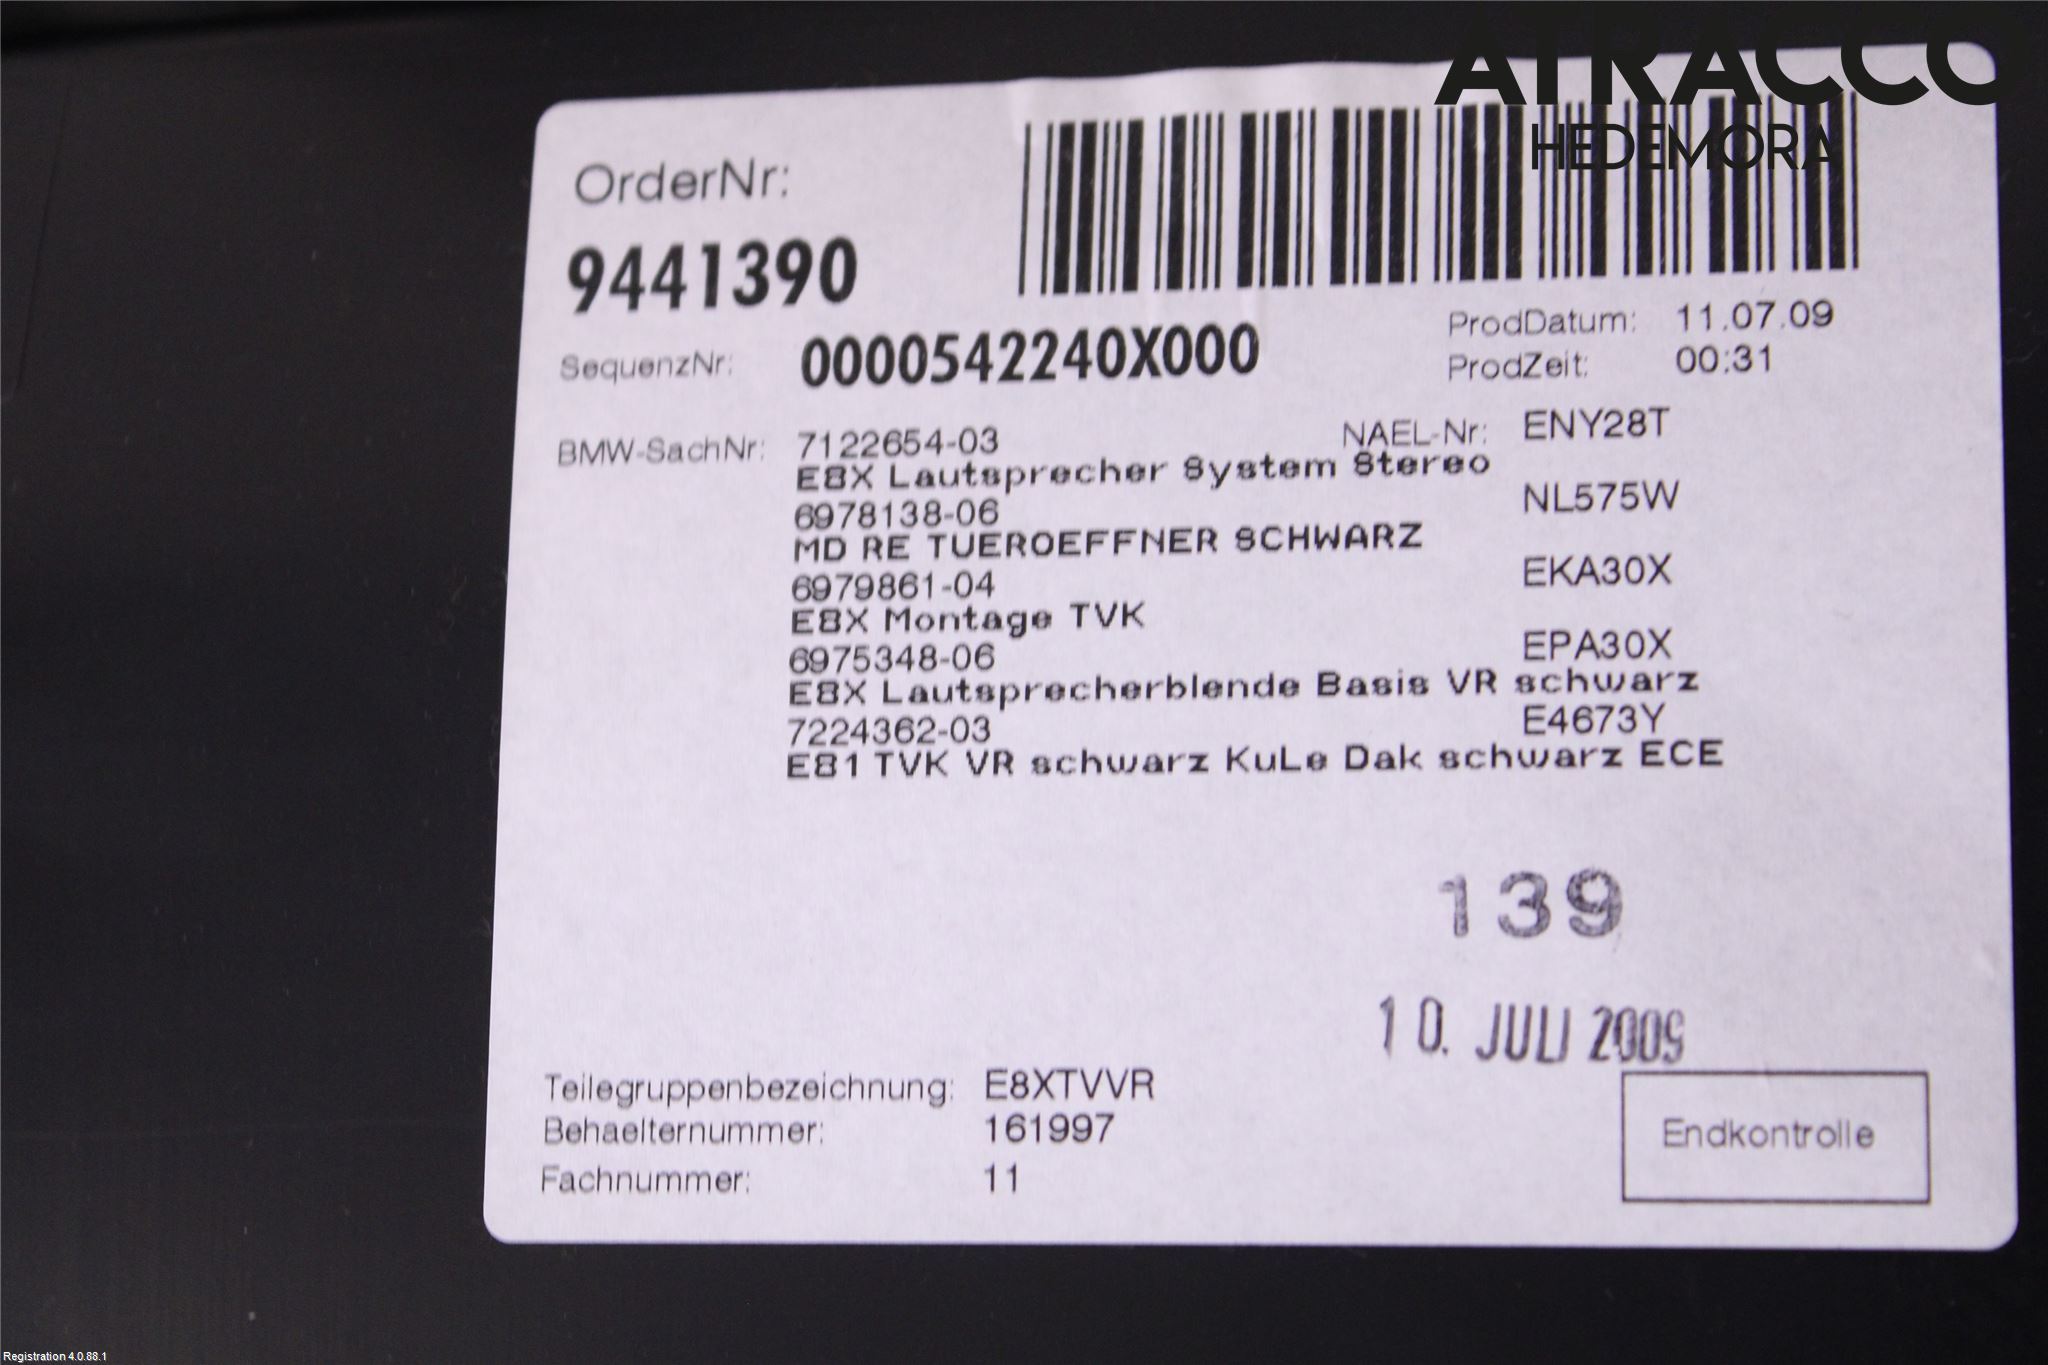 ATRACCO
HEDEMORA
OrderNr:
9441390
SequenzNr: 0000542240X000
ProdDatum: 11.07.09
ProdZeit: 00:31
BMW-SachNr: 7122654-03 NAEL-Nr: ENY28T
E8X Lautsprecher System Stereo
6978138-06 NL575W
MD RE TUEROEFFNER SCHWARZ
6979861-04 EKA30X
E8X Montage TVK
6975348-06 EPA30X
E8X Lautsprecherblende Basis VR schwarz
7224362-03 E4673Y
E81 TVK VR schwarz KuLe Dak schwarz ECE
139
10. JULI 2009
Teilegruppenbezeichnung: E8XTVVR
Behaelternummer: 161997
Fachnummer: 11
Endkontrolle
Registration 4.0.88.1